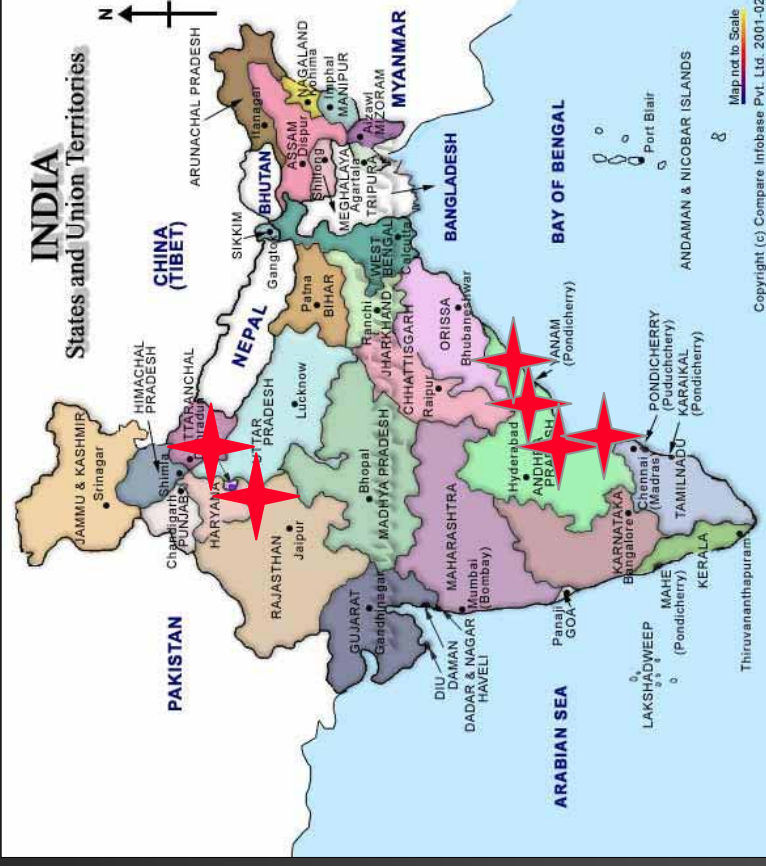 INDIA
States and Union Territories
N
CHINA
(TIBET)
NEPAL
BHUTAN
MYANMAR
BANGLADESH
PAKISTAN
BAY OF BENGAL
ARABIAN SEA
JAMMU & KASHMIR
Srinagar
HIMACHAL
PRADESH
Shimla
Chandigarh
PUNJAB
HARYANA
RAJASTHAN
Jaipur
PRADESH
Lucknow
SIKKIM
Gangtok
ARUNACHAL PRADESH
Itanagar
ASSAM
Dispur
NAGALAND
Kohima
Imphal
MANIPUR
Aizawl
MIZORAM
Shillong
MEGHALAYA
Agartala
TRIPURA
Patna
BIHAR
Ranchi
JHARKHAND
WEST
BENGAL
Calcutta
ORISSA
Bhubaneshwar
CHHATTISGARH
Raipur
Bhopal
MADHYA PRADESH
GUJARAT
Gandhinagar
DIU
DAMAN
DADAR & NAGAR
HAVELI
MAHARASHTRA
Mumbai
(Bombay)
Hyderabad
ANAM
(Pondicherry)
Panaji
GOA
KARNATAKA
Bangalore
Chennai
(Madras)
TAMILNADU
PONDICHERRY
(Puduchchery)
KARAIKAL
(Pondicherry)
MAHE
(Pondicherry)
KERALA
Thiruvananthapuram
LAKSHADWEEP
Port Blair
ANDAMAN & NICOBAR ISLANDS
Map not to Scale
Copyright (c) Compare Infobase Pvt. Ltd. 2001-02